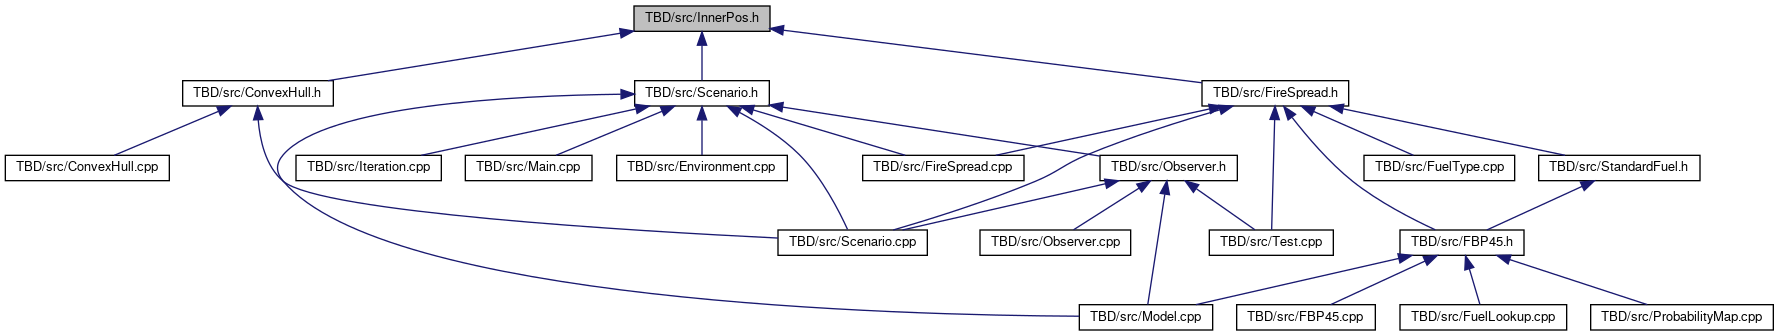 TBD/src/InnerPos.h
TBD/src/ConvexHull.h
TBD/src/Scenario.h
TBD/src/FireSpread.h
TBD/src/ConvexHull.cpp
TBD/src/Iteration.cpp
TBD/src/Main.cpp
TBD/src/Environment.cpp
TBD/src/FireSpread.cpp
TBD/src/Observer.h
TBD/src/FuelType.cpp
TBD/src/StandardFuel.h
TBD/src/Scenario.cpp
TBD/src/Observer.cpp
TBD/src/Test.cpp
TBD/src/FBP45.h
TBD/src/Model.cpp
TBD/src/FBP45.cpp
TBD/src/FuelLookup.cpp
TBD/src/ProbabilityMap.cpp